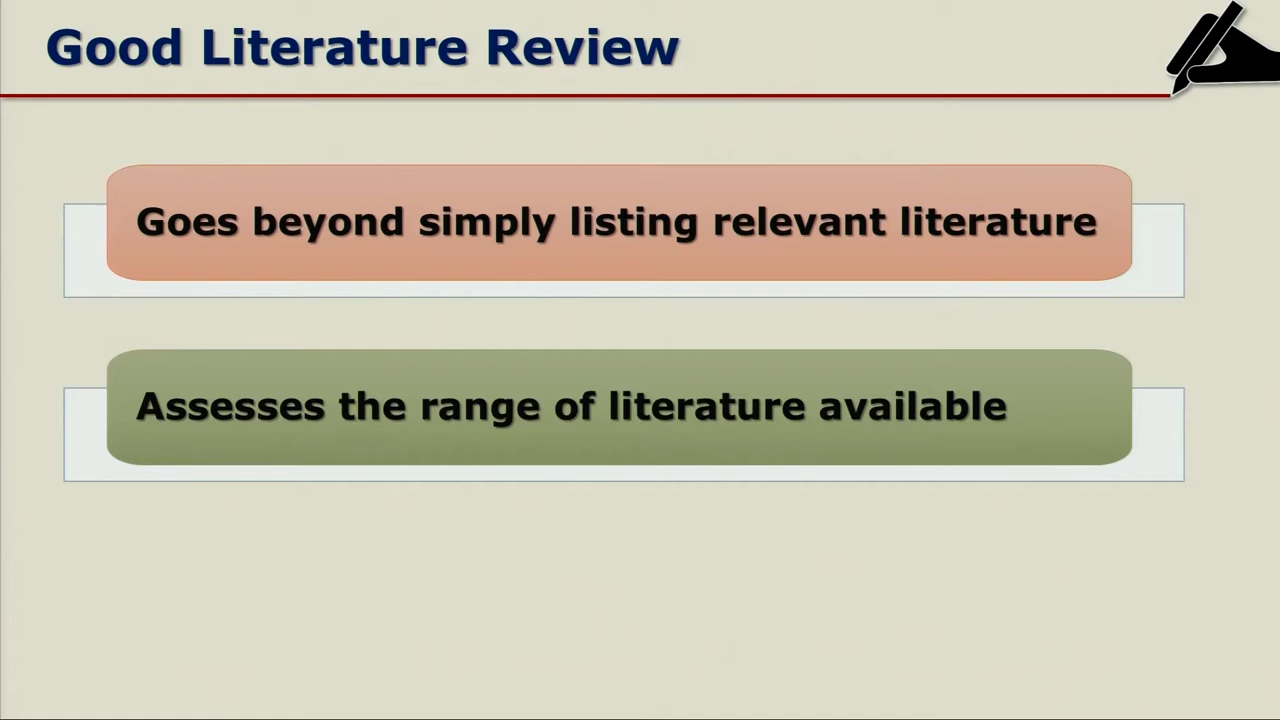 Good Literature Review
Goes beyond simply listing relevant literature
Assesses the range of literature available